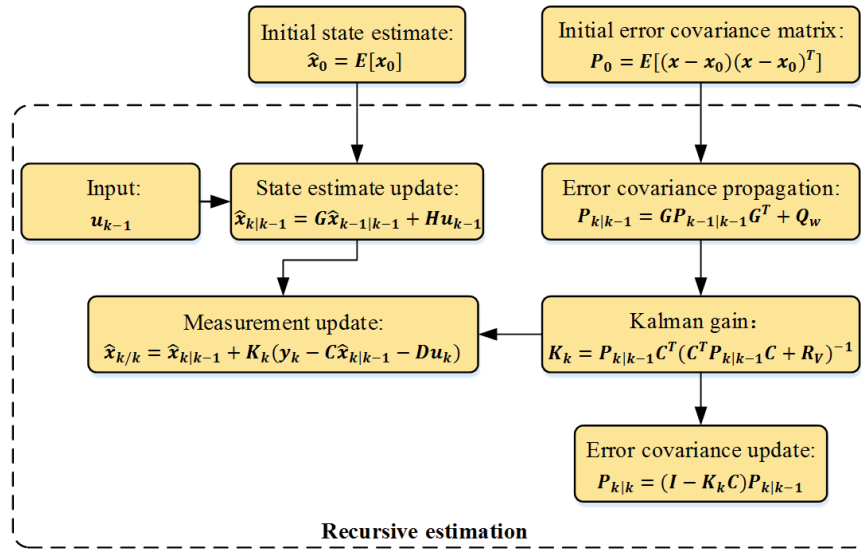 Initial state estimate:
x̂₀ = E[x₀]
Initial error covariance matrix:
P₀ = E[(x − x₀)(x − x₀)ᵀ]
Input:
uₖ₋₁
State estimate update:
x̂ₖ|ₖ₋₁ = Gx̂ₖ₋₁|ₖ₋₁ + Huₖ₋₁
Error covariance propagation:
Pₖ|ₖ₋₁ = GPₖ₋₁|ₖ₋₁Gᵀ + Q_w
Measurement update:
x̂ₖ/ₖ = x̂ₖ|ₖ₋₁ + Kₖ(yₖ − Cx̂ₖ|ₖ₋₁ − Duₖ)
Kalman gain：
Kₖ = Pₖ|ₖ₋₁Cᵀ(CᵀPₖ|ₖ₋₁C + R_V)⁻¹
Error covariance update:
Pₖ|ₖ = (I − KₖC)Pₖ|ₖ₋₁
Recursive estimation